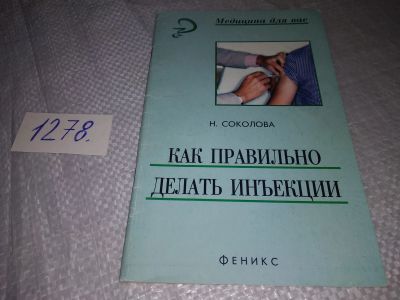 Медицина для вас
1278.
Н. СОКОЛОВА
КАК ПРАВИЛЬНО
ДЕЛАТЬ ИНЪЕКЦИИ
ФЕНИКС